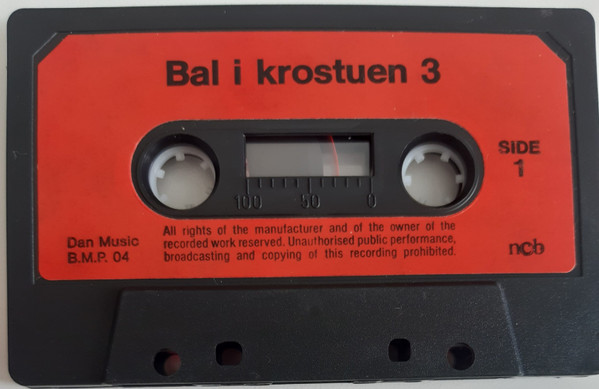 Bal i krostuen 3
SIDE
1
100 50 0
Dan Music
B.M.P. 04
All rights of the manufacturer and of the owner of the
recorded work reserved. Unauthorised public performance,
broadcasting and copying of this recording prohibited.
ncb